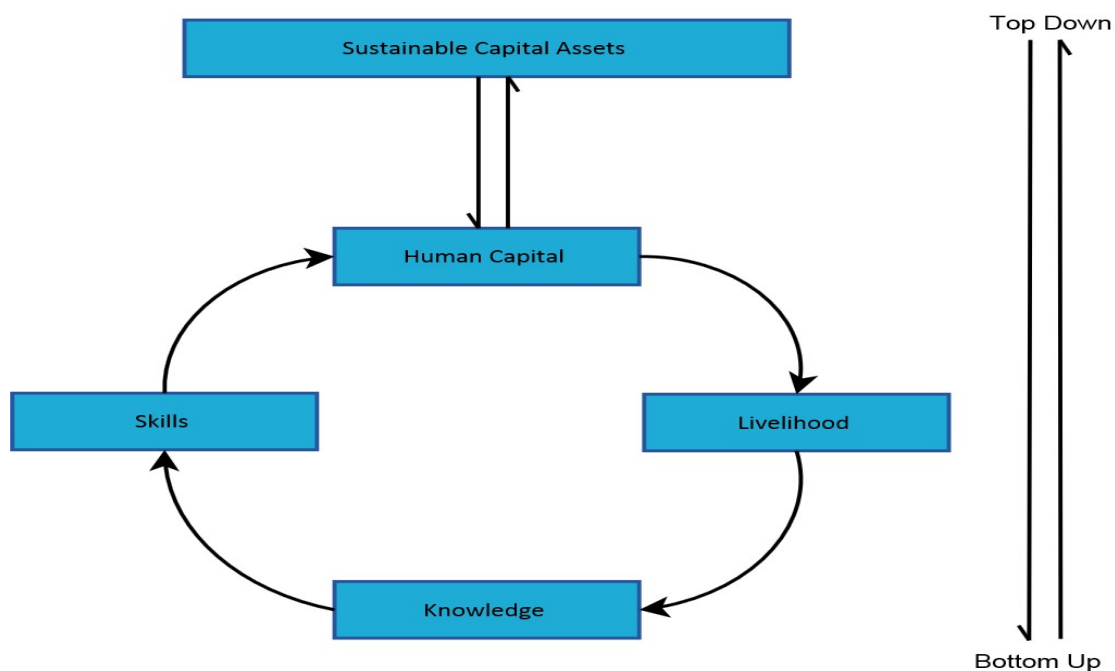 Top Down
Sustainable Capital Assets
Human Capital
Skills
Livelihood
Knowledge
Bottom Up